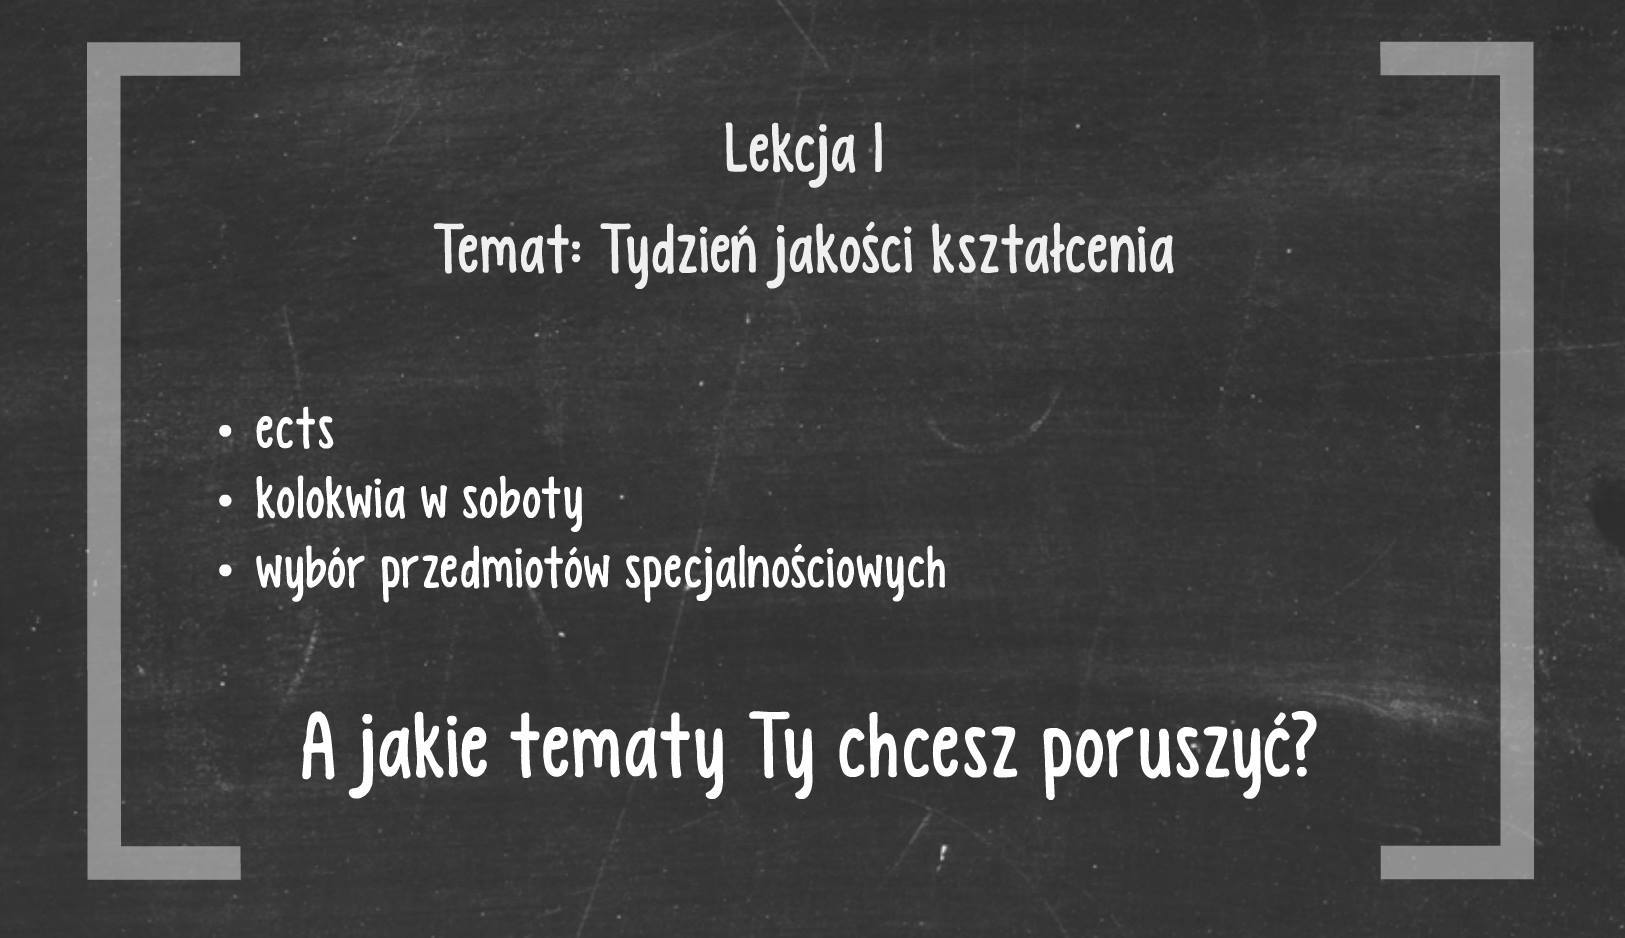 Lekcja 1
Temat: Tydzień jakości kształcenia
• ects
• kolokwia w soboty
• wybór przedmiotów specjalnościowych
A jakie tematy Ty chcesz poruszyć?